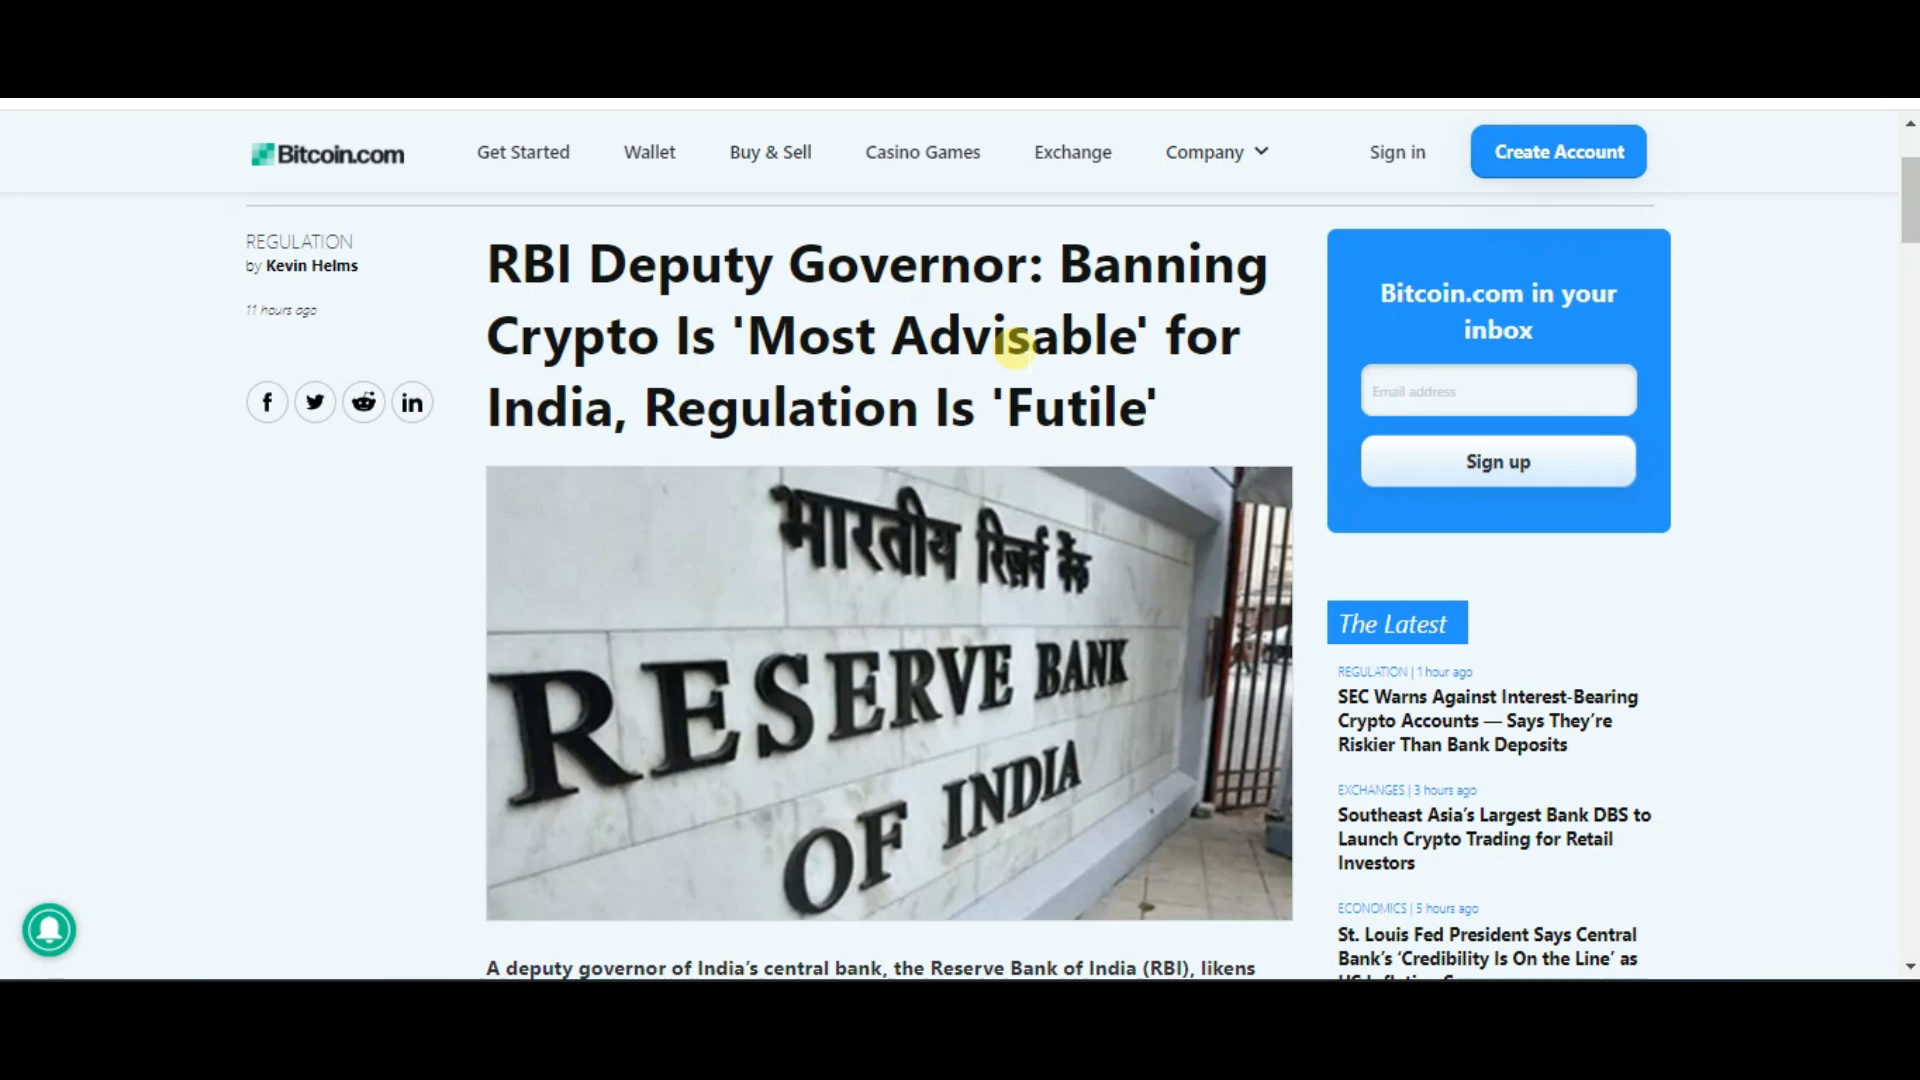 Bitcoin.com
Get Started
Wallet
Buy & Sell
Casino Games
Exchange
Company
Sign in
Create Account
REGULATION
by Kevin Helms
11 hours ago
RBI Deputy Governor: Banning
Crypto Is 'Most Advisable' for
India, Regulation Is 'Futile'
भारतीय रिज़र्व बैंक
RESERVE BANK
OF INDIA
A deputy governor of India’s central bank, the Reserve Bank of India (RBI), likens
Bitcoin.com in your
inbox
Email address
Sign up
The Latest
REGULATION | 1 hour ago
SEC Warns Against Interest-Bearing
Crypto Accounts — Says They’re
Riskier Than Bank Deposits
EXCHANGES | 3 hours ago
Southeast Asia’s Largest Bank DBS to
Launch Crypto Trading for Retail
Investors
ECONOMICS | 5 hours ago
St. Louis Fed President Says Central
Bank’s ‘Credibility Is On the Line’ as